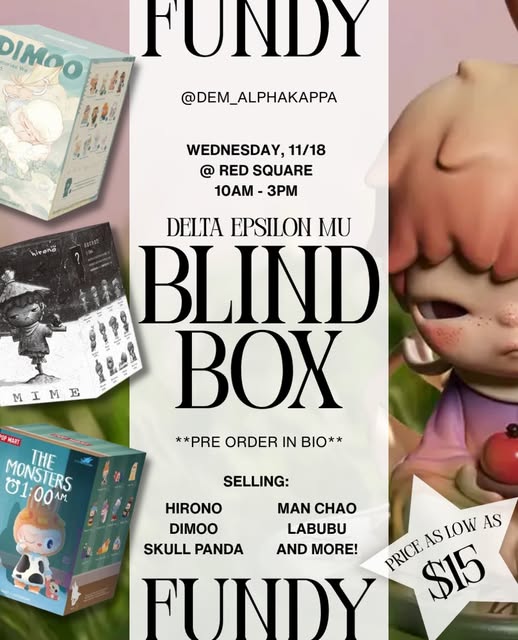 FUNDY
@DEM_ALPHAKAPPA
WEDNESDAY, 11/18
@ RED SQUARE
10AM - 3PM
DELTA EPSILON MU
BLIND
BOX
**PRE ORDER IN BIO**
SELLING:
HIRONO MAN CHAO
DIMOO LABUBU
SKULL PANDA AND MORE!
FUNDY
DIMOO
hirono
MIME
POP MART
THE
MONSTERS
1:00 AM
PRICE AS LOW AS
$15